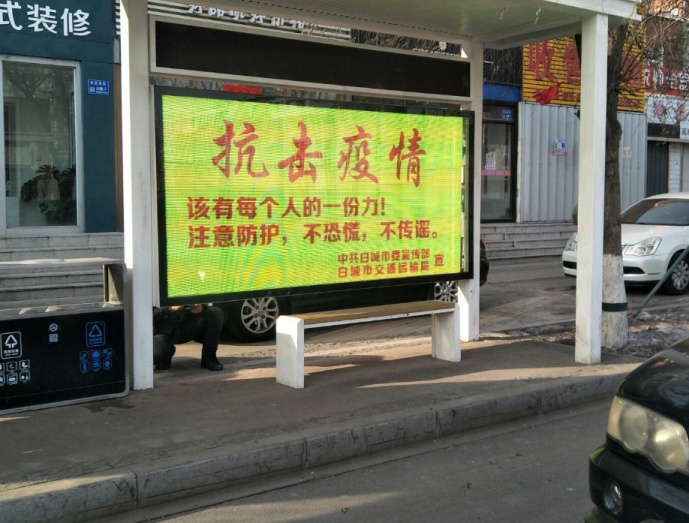 式装修
抗击疫情
该有每个人的一份力！
注意防护，不恐慌，不传谣。
中共白城市委宣传部
白城市交通运输局 宣